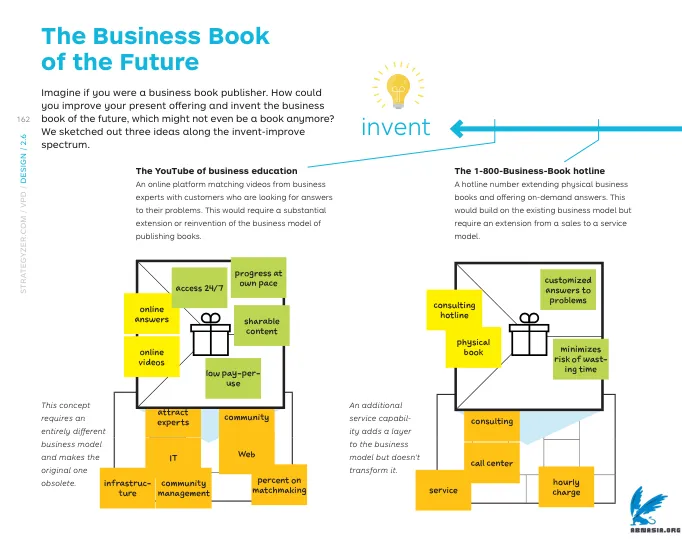 The Business Book
of the Future
Imagine if you were a business book publisher. How could
you improve your present offering and invent the business
book of the future, which might not even be a book anymore?
We sketched out three ideas along the invent-improve
spectrum.
162
STRATEGYZER.COM / VPD / DESIGN / 2.6
invent
The YouTube of business education
An online platform matching videos from business
experts with customers who are looking for answers
to their problems. This would require a substantial
extension or reinvention of the business model of
publishing books.
The 1-800-Business-Book hotline
A hotline number extending physical business
books and offering on-demand answers. This
would build on the existing business model but
require an extension from a sales to a service
model.
progress at
own pace
access 24/7
online
answers
sharable
content
online
videos
low pay-per-
use
attract
experts
community
IT
Web
infrastruc-
ture
community
management
percent on
matchmaking
This concept
requires an
entirely different
business model
and makes the
original one
obsolete.
customized
answers to
problems
consulting
hotline
physical
book
minimizes
risk of wast-
ing time
An additional
service capabil-
ity adds a layer
to the business
model but doesn't
transform it.
consulting
call center
service
hourly
charge
ARMASIA.ORG